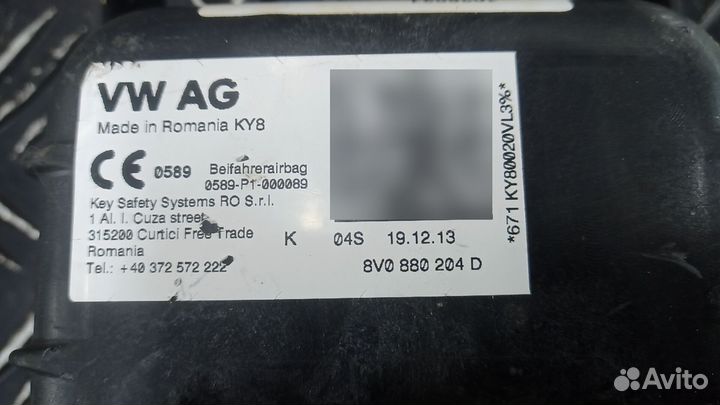 VW AG
Made in Romania KY8
CE 0589 Beifahrerairbag
0589-P1-000089
Key Safety Systems RO S.r.l.
1 Al. I. Cuza street
315200 Curtici Free Trade
Romania
Tel.: +40 372 572 222
K 04S 19.12.13
8V0 880 204 D
*671 KY80020VL3%*
Avito